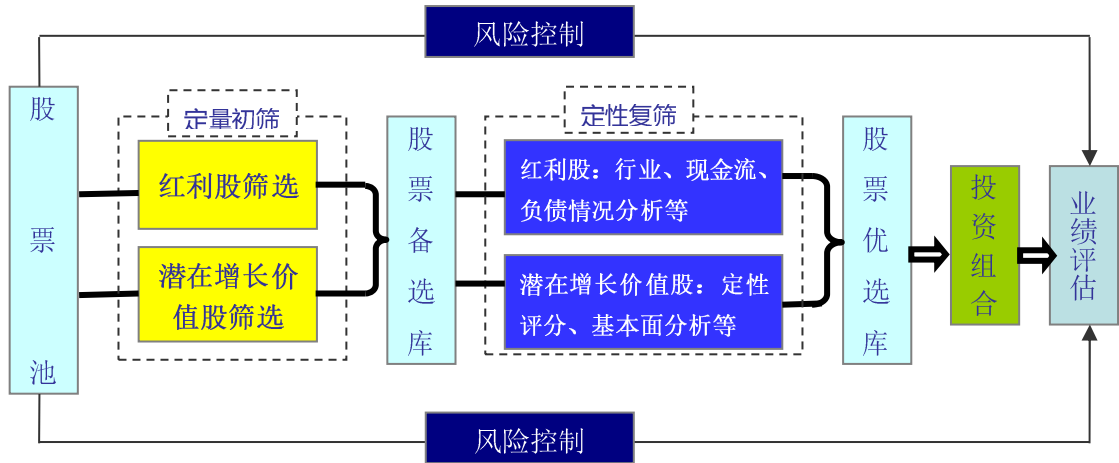 风险控制
股票池
定量初筛
红利股筛选
潜在增长价
值股筛选
股票备选库
定性复筛
红利股：行业、现金流、
负债情况分析等
潜在增长价值股：定性
评分、基本面分析等
股票优选库
投资组合
业绩评估
风险控制